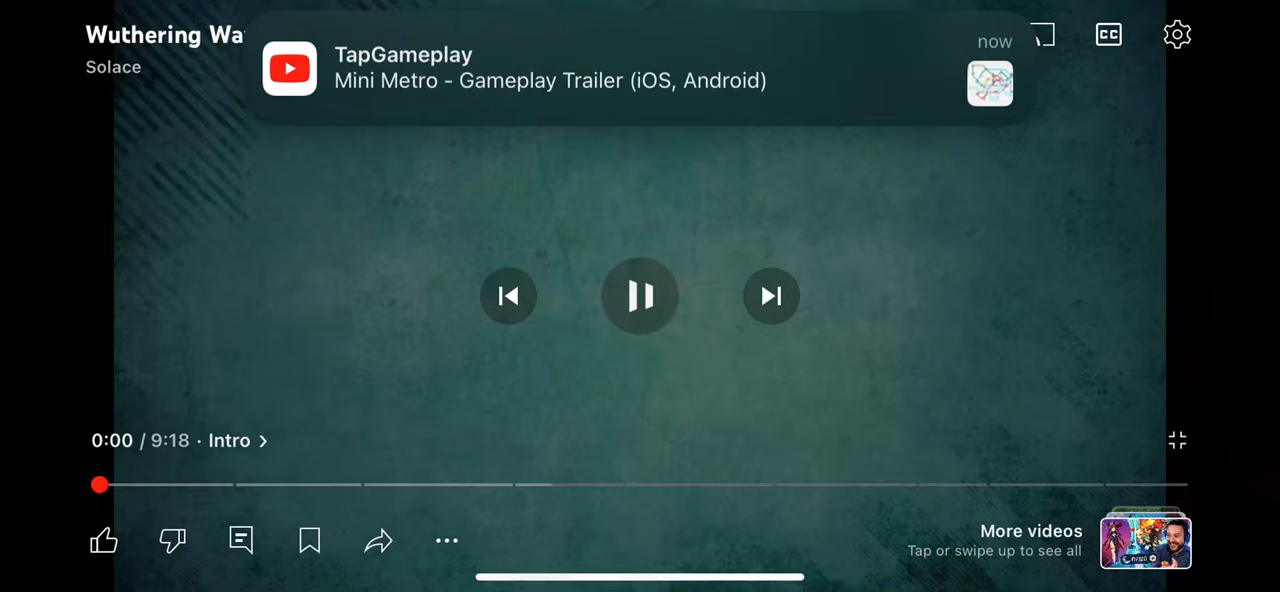 Wuthering Wa
Solace
TapGameplay
now
Mini Metro - Gameplay Trailer (iOS, Android)
CC
0:00 / 9:18 · Intro >
More videos
Tap or swipe up to see all